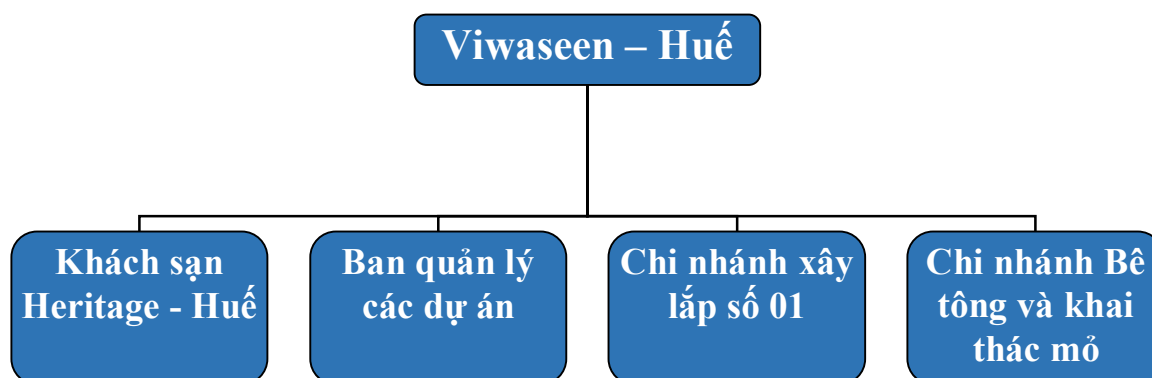 Viwaseen – Huế
Khách sạn
Heritage - Huế
Ban quản lý
các dự án
Chi nhánh xây
lắp số 01
Chi nhánh Bê
tông và khai
thác mỏ